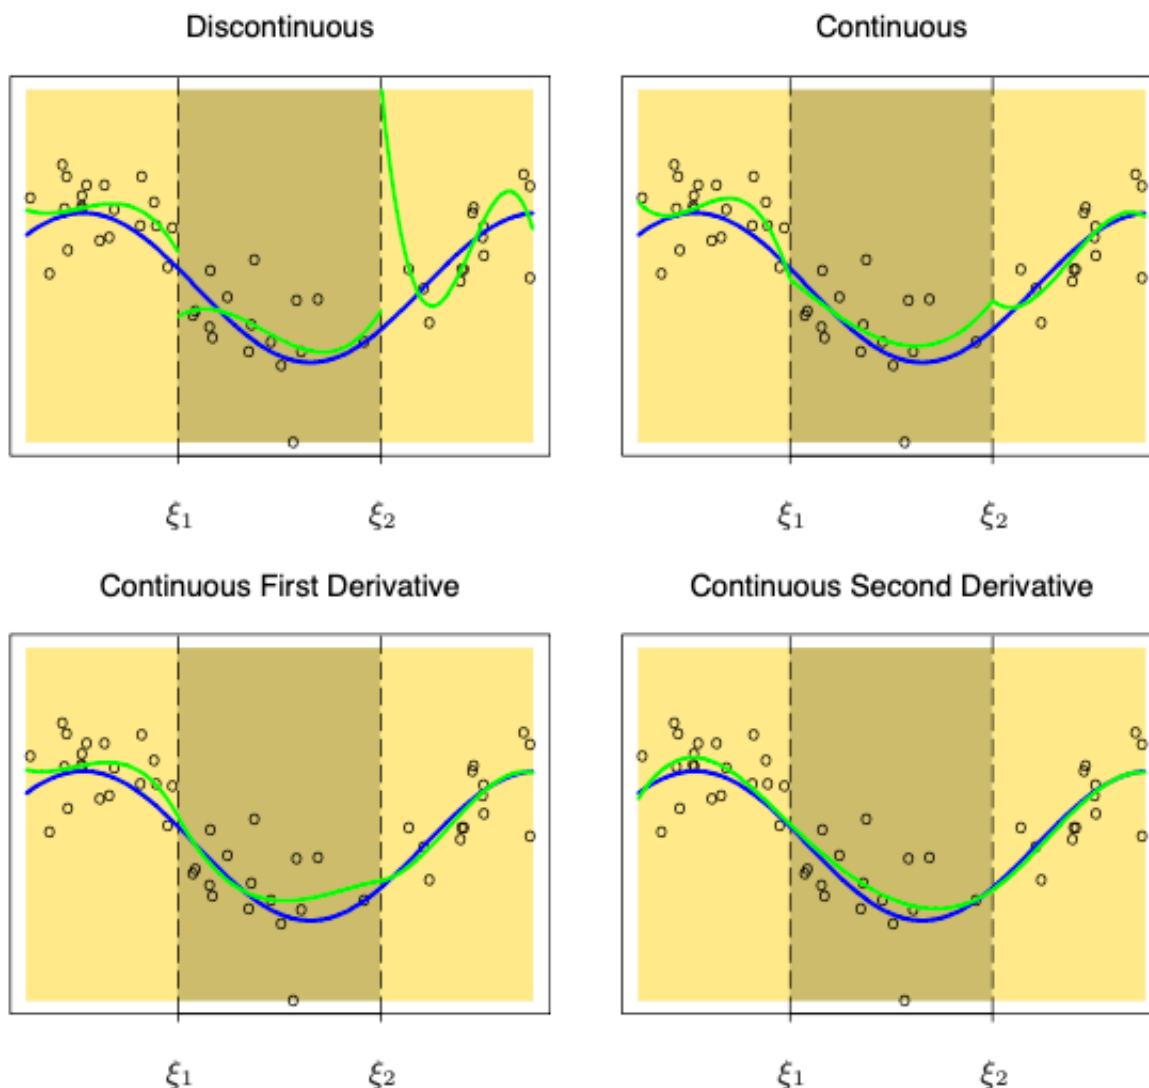 Discontinuous
Continuous
ξ₁ ξ₂
ξ₁ ξ₂
Continuous First Derivative
Continuous Second Derivative
ξ₁ ξ₂
ξ₁ ξ₂